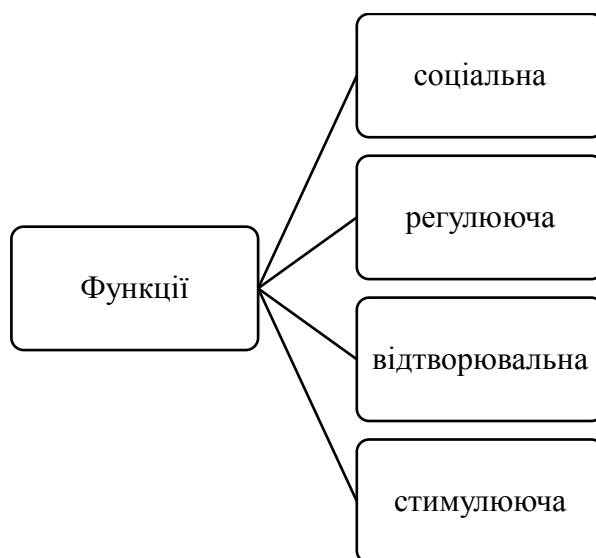 Функції
соціальна
регулююча
відтворювальна
стимулююча